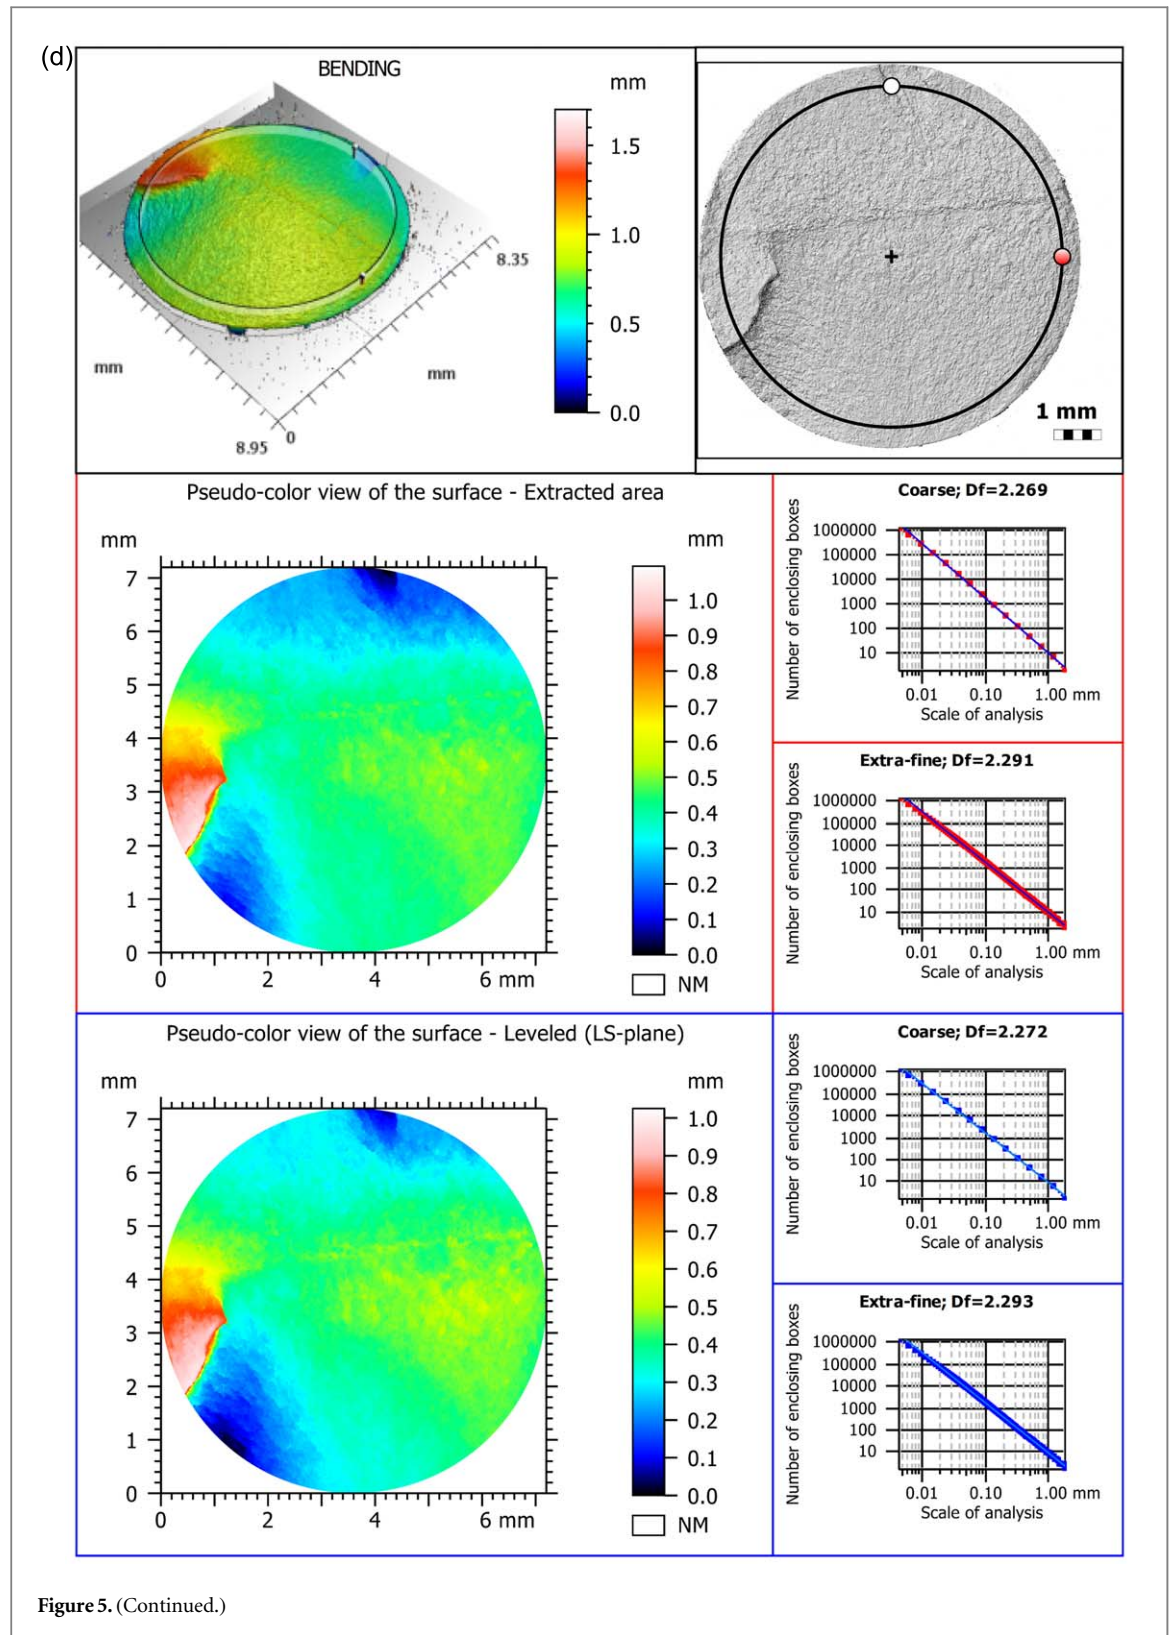 (d)
BENDING
mm
1.5
1.0
0.5
0.0
8.35
mm
mm
8.95
0
1 mm
Pseudo-color view of the surface - Extracted area
mm
7
6
5
4
3
2
1
0
0 2 4 6 mm
mm
1.0
0.9
0.8
0.7
0.6
0.5
0.4
0.3
0.2
0.1
0.0
NM
Coarse; Df=2.269
Number of enclosing boxes
1000000
100000
10000
1000
100
10
0.01 0.10 1.00 mm
Scale of analysis
Extra-fine; Df=2.291
Number of enclosing boxes
1000000
100000
10000
1000
100
10
0.01 0.10 1.00 mm
Scale of analysis
Pseudo-color view of the surface - Leveled (LS-plane)
mm
7
6
5
4
3
2
1
0
0 2 4 6 mm
mm
1.0
0.9
0.8
0.7
0.6
0.5
0.4
0.3
0.2
0.1
0.0
NM
Coarse; Df=2.272
Number of enclosing boxes
1000000
100000
10000
1000
100
10
0.01 0.10 1.00 mm
Scale of analysis
Extra-fine; Df=2.293
Number of enclosing boxes
1000000
100000
10000
1000
100
10
0.01 0.10 1.00 mm
Scale of analysis
Figure 5. (Continued.)